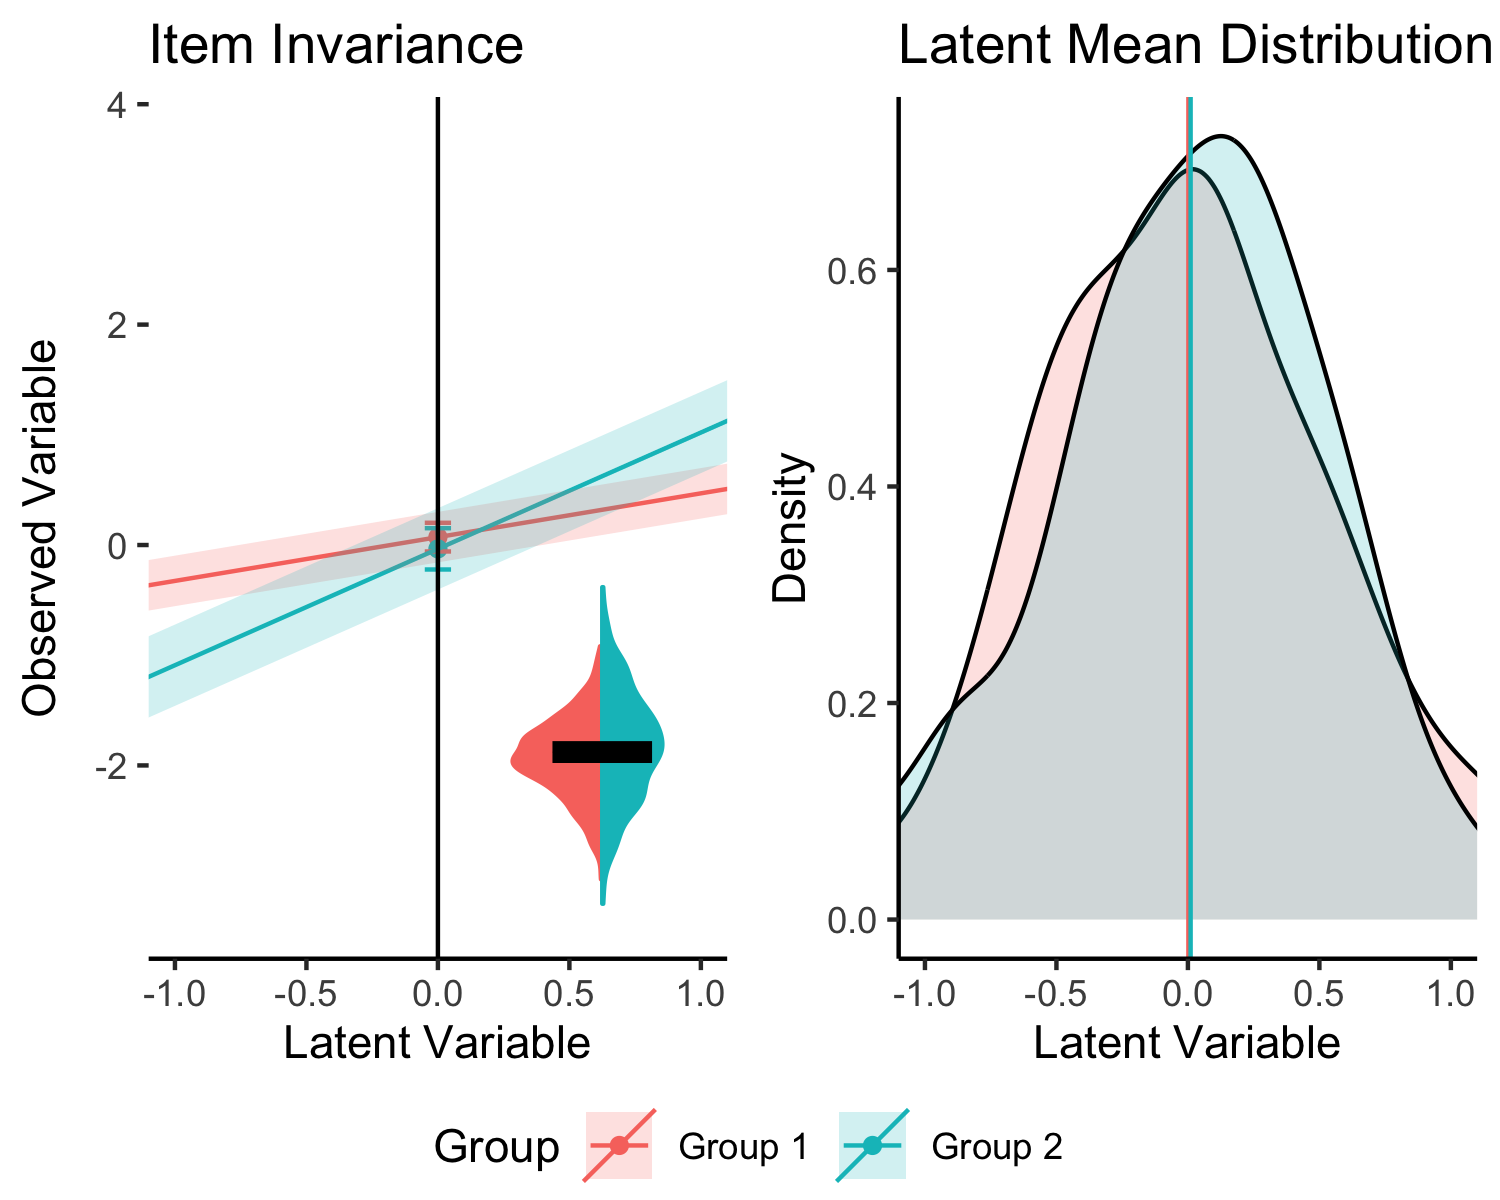 Item Invariance
Latent Mean Distribution
Observed Variable
4
2
0
-2
-1.0
-0.5
0.0
0.5
1.0
Latent Variable
Density
0.6
0.4
0.2
0.0
-1.0
-0.5
0.0
0.5
1.0
Latent Variable
Group
Group 1
Group 2